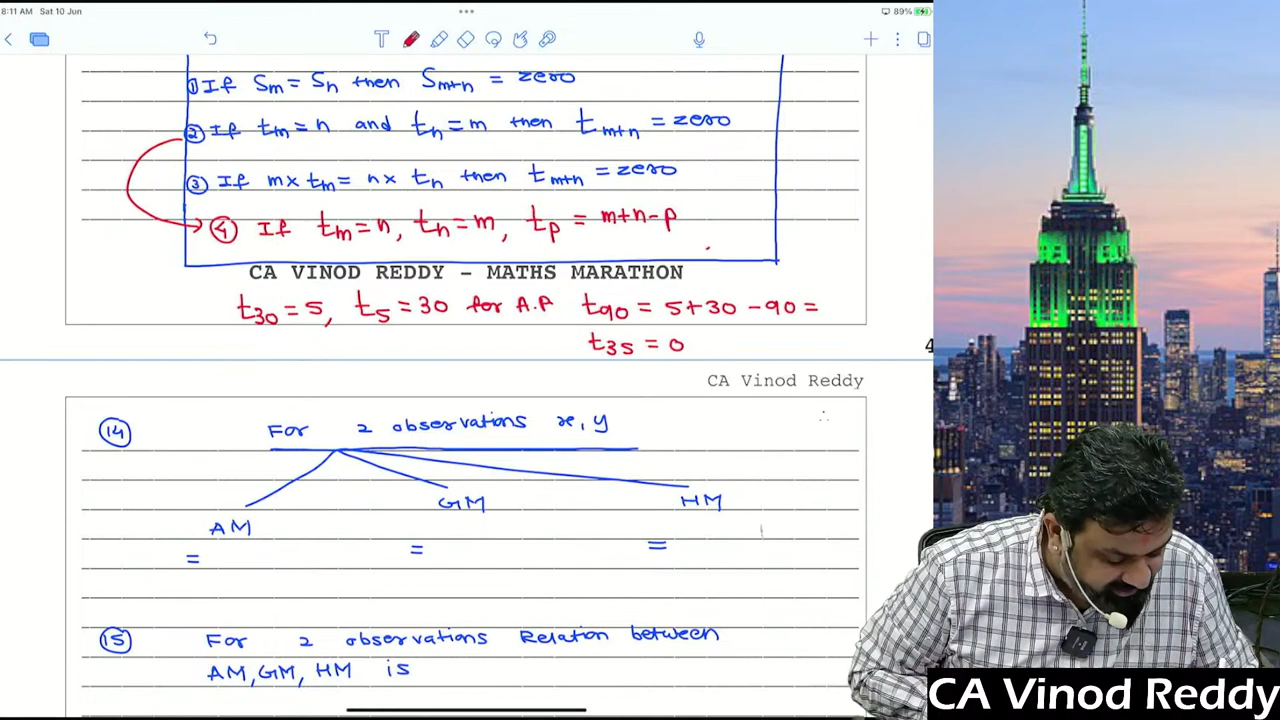 8:11 AM Sat 10 Jun
89%
① If Sm = Sn then Sm+n = zero
② If tm = n and tn = m then tm+n = zero
③ If m× tm = n× tn then tm+n = zero
④ If tm = n, tn = m, tp = m+n-p
CA VINOD REDDY - MATHS MARATHON
t30 = 5, t5 = 30 for A.P t90 = 5+30-90 =
t35 = 0
4
CA Vinod Reddy
⑭ For 2 observations x, y
AM GM HM
= = =
⑮ For 2 observations Relation between
AM, GM, HM is
CA Vinod Reddy